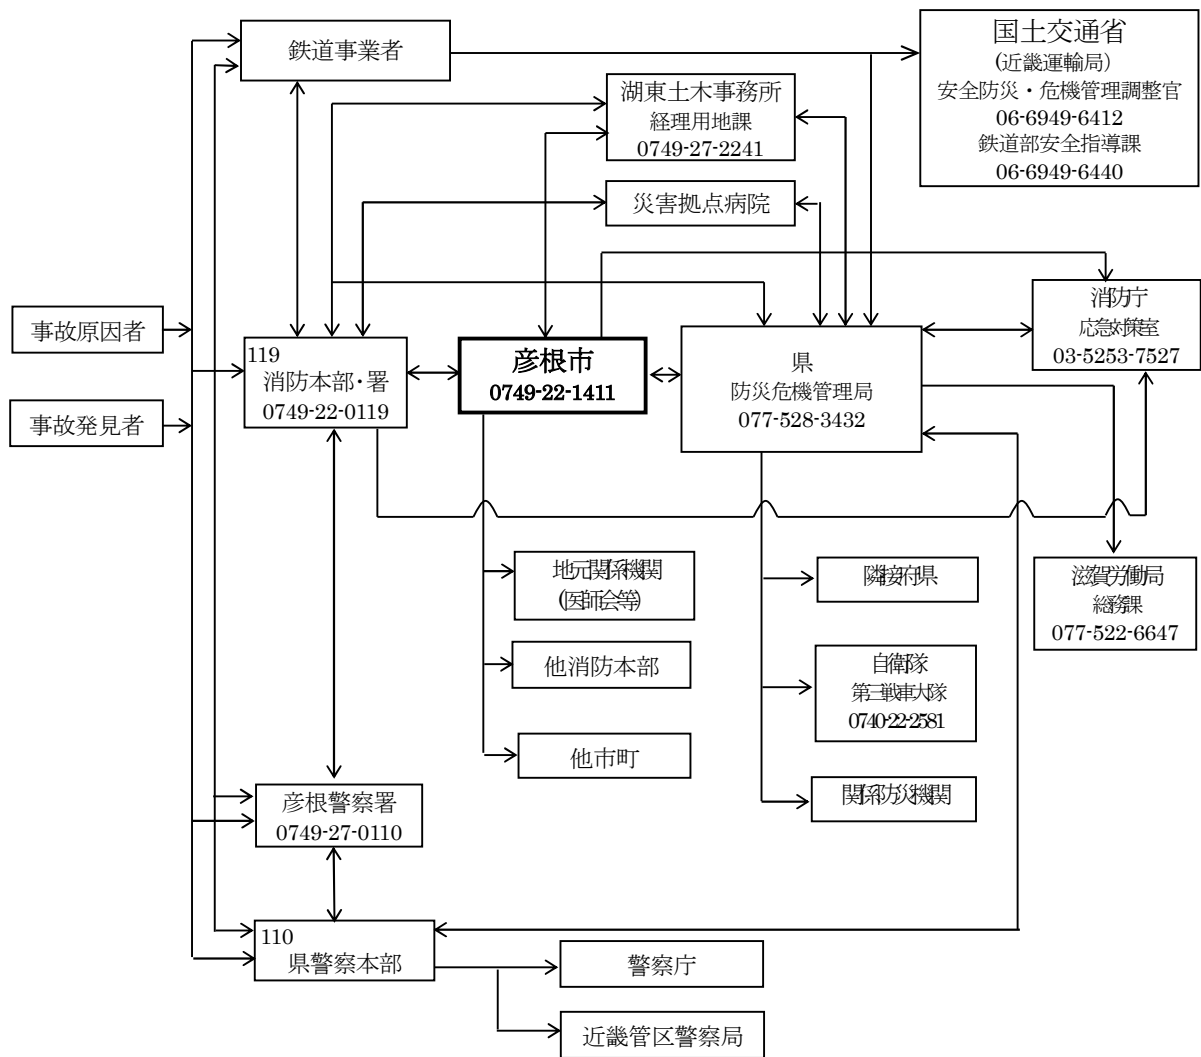 鉄道事業者
国土交通省
(近畿運輸局)
安全防災・危機管理調整官
06-6949-6412
鉄道部安全指導課
06-6949-6440
湖東土木事務所
経理用地課
0749-27-2241
災害拠点病院
事故原因者
事故発見者
119
消防本部・署
0749-22-0119
彦根市
0749-22-1411
県
防災危機管理局
077-528-3432
消防庁
応急対策室
03-5253-7527
地元関係機関
(医師会等)
他消防本部
他市町
隣接府県
自衛隊
第三戦車大隊
0740-22-2581
関係防災機関
滋賀労働局
総務課
077-522-6647
彦根警察署
0749-27-0110
110
県警察本部
警察庁
近畿管区警察局